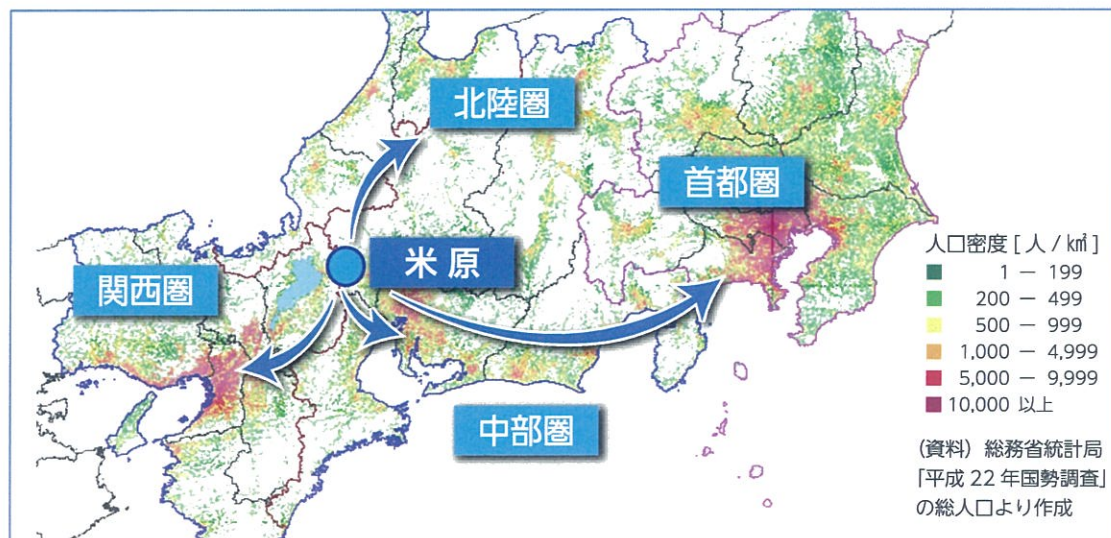 北陸圏
首都圏
米原
関西圏
中部圏
人口密度 [ 人 / ㎢ ]
1 － 199
200 － 499
500 － 999
1,000 － 4,999
5,000 － 9,999
10,000 以上
(資料) 総務省統計局
「平成 22 年国勢調査」
の総人口より作成